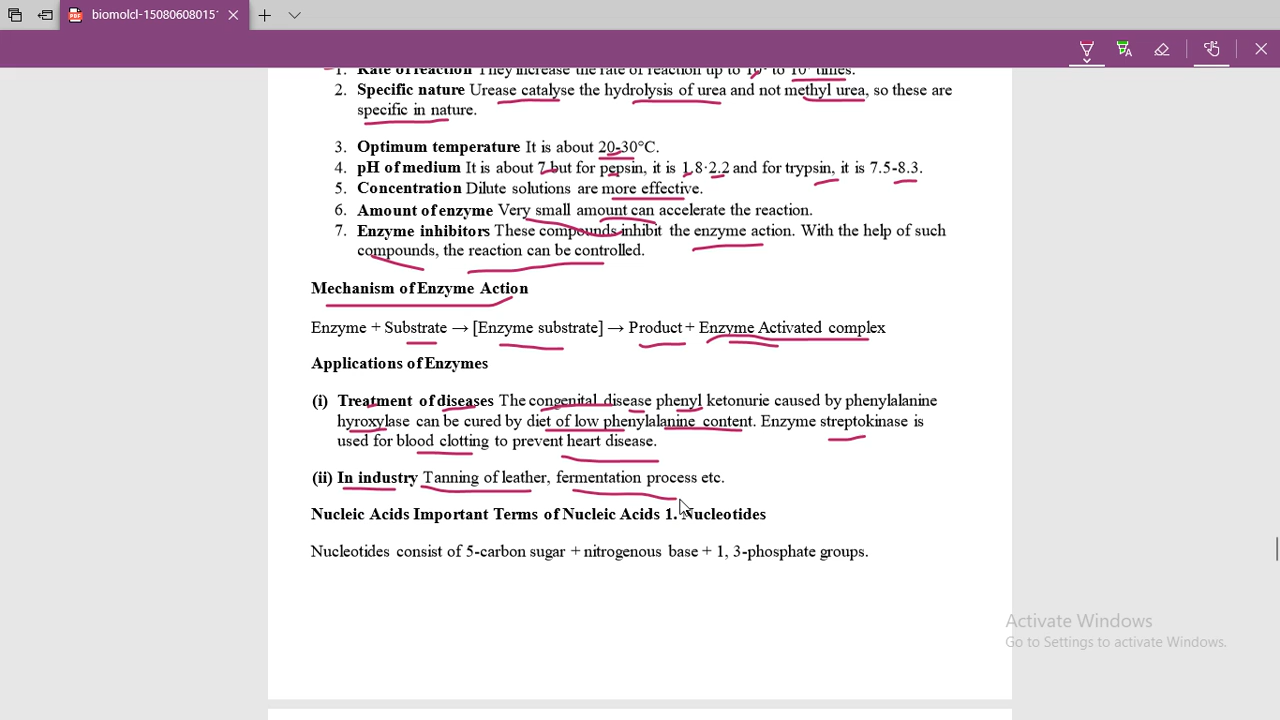 biomolcl-15080608015
1. Rate of reaction They increase the rate of reaction up to to times.
2. Specific nature Urease catalyse the hydrolysis of urea and not methyl urea, so these are
specific in nature.
3. Optimum temperature It is about 20-30°C.
4. pH of medium It is about 7 but for pepsin, it is 1.8·2.2 and for trypsin, it is 7.5-8.3.
5. Concentration Dilute solutions are more effective.
6. Amount of enzyme Very small amount can accelerate the reaction.
7. Enzyme inhibitors These compounds inhibit the enzyme action. With the help of such
compounds, the reaction can be controlled.
Mechanism of Enzyme Action
Enzyme + Substrate → [Enzyme substrate] → Product + Enzyme Activated complex
Applications of Enzymes
(i) Treatment of diseases The congenital disease phenyl ketonurie caused by phenylalanine
hyroxylase can be cured by diet of low phenylalanine content. Enzyme streptokinase is
used for blood clotting to prevent heart disease.
(ii) In industry Tanning of leather, fermentation process etc.
Nucleic Acids Important Terms of Nucleic Acids 1. Nucleotides
Nucleotides consist of 5-carbon sugar + nitrogenous base + 1, 3-phosphate groups.
Activate Windows
Go to Settings to activate Windows.